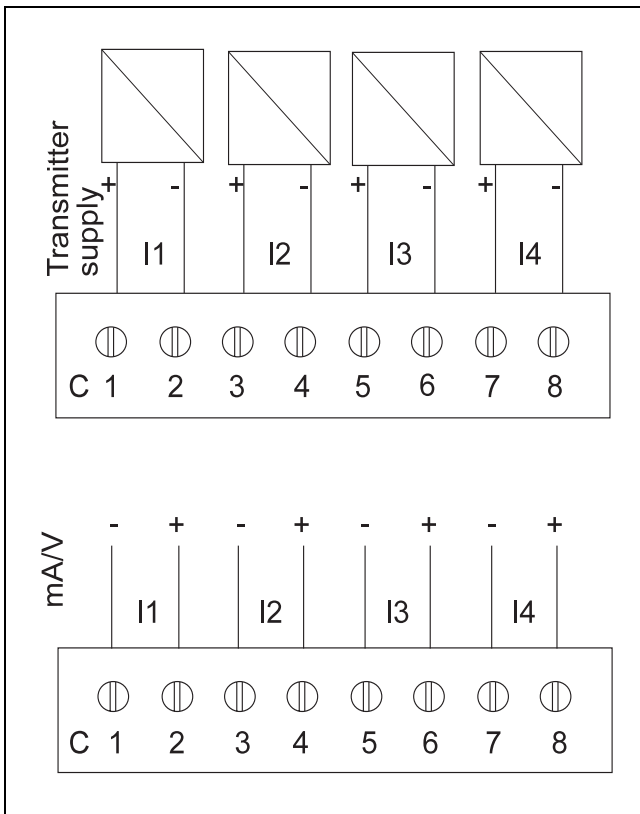 Transmitter
supply
+ - + - + - + -
I1 I2 I3 I4
C 1 2 3 4 5 6 7 8
mA/V
- + - + - + - +
I1 I2 I3 I4
C 1 2 3 4 5 6 7 8